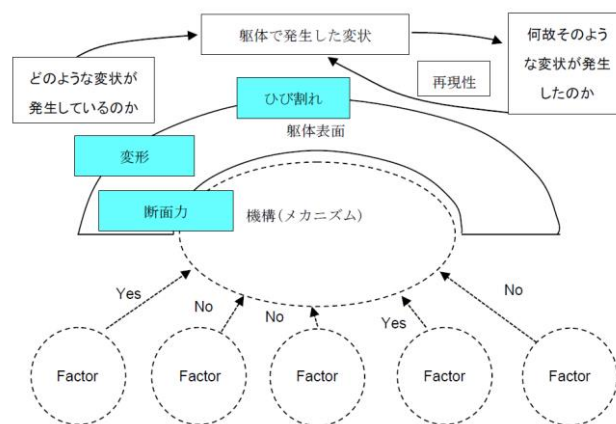 躯体で発生した変状
何故そのよう
な変状が発生
したのか
どのような変状が
発生しているのか
再現性
ひび割れ
躯体表面
変形
断面力
機構(メカニズム)
Yes
No
No
Yes
No
Factor
Factor
Factor
Factor
Factor